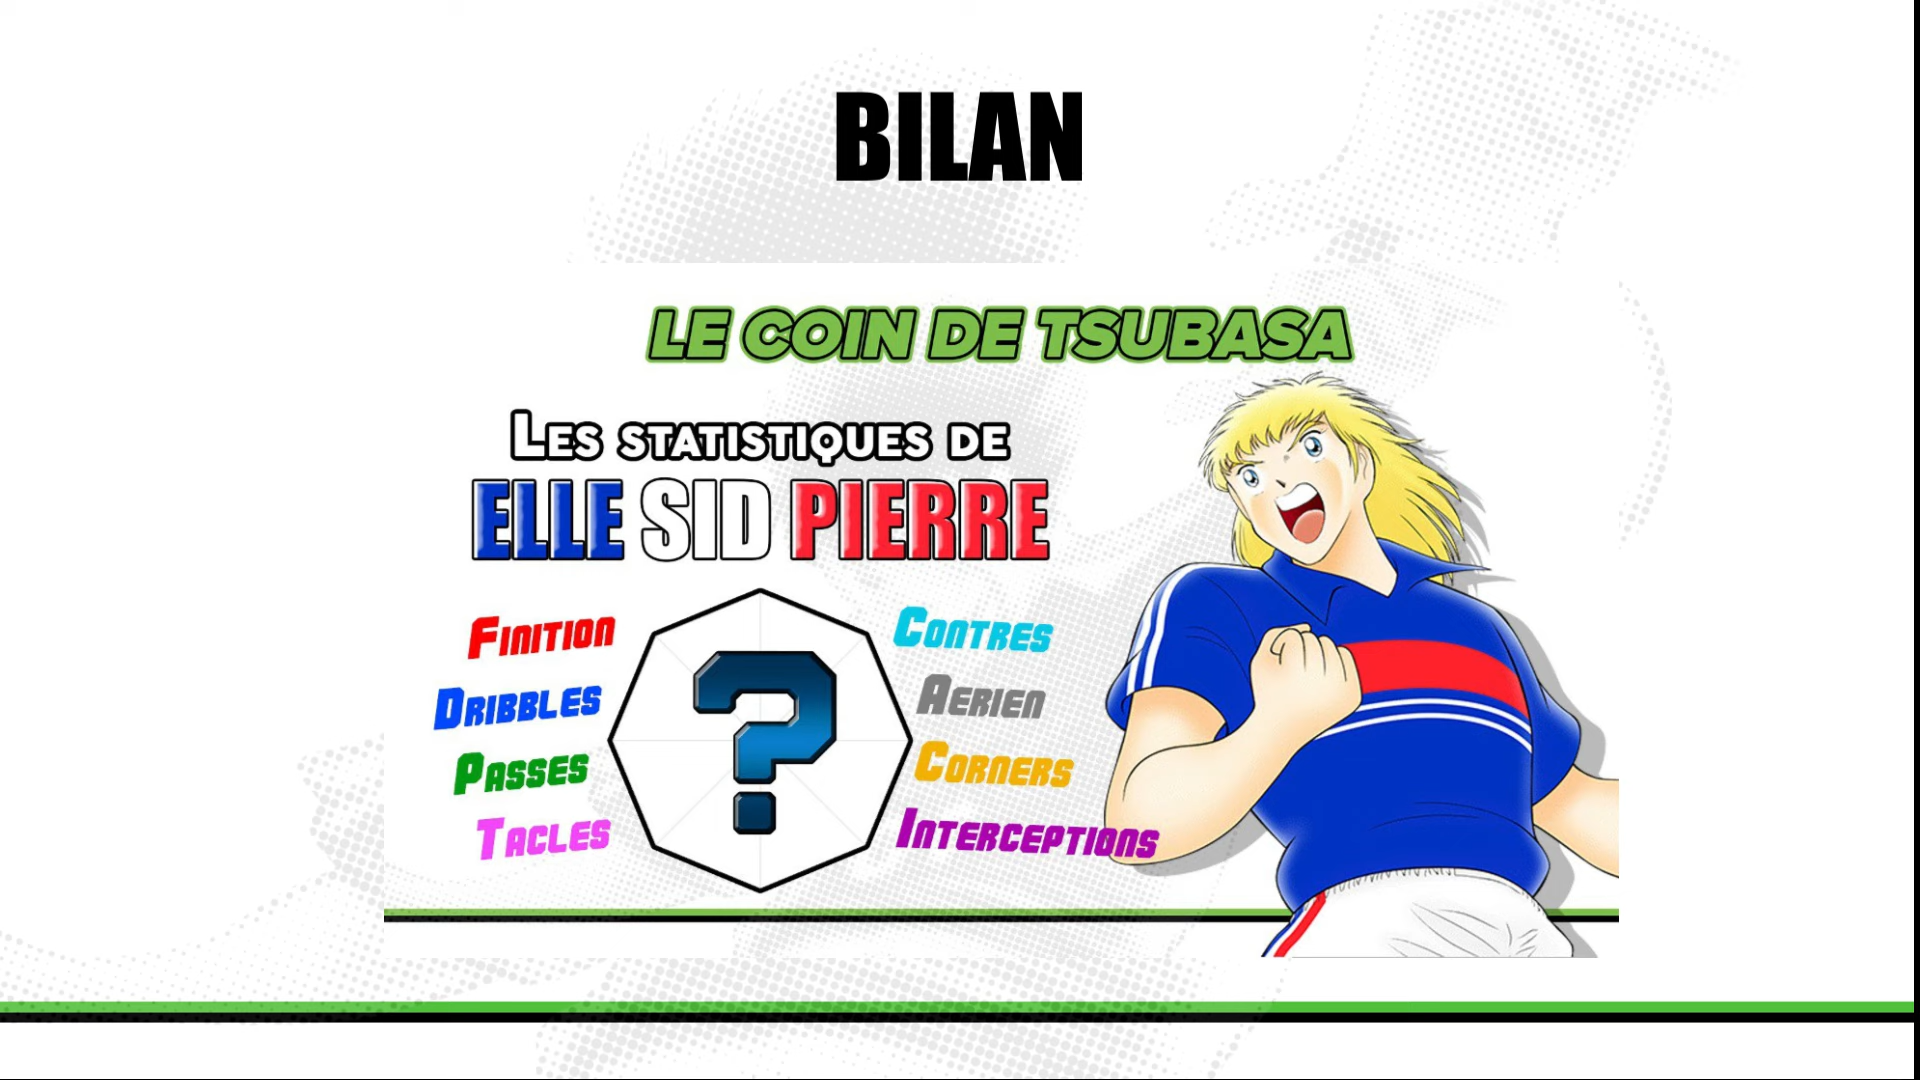 BILAN
LE COIN DE TSUBASA
LES STATISTIQUES DE
ELLE SID PIERRE
FINITION
DRIBBLES
PASSES
TACLES
?
CONTRES
AERIEN
CORNERS
INTERCEPTIONS